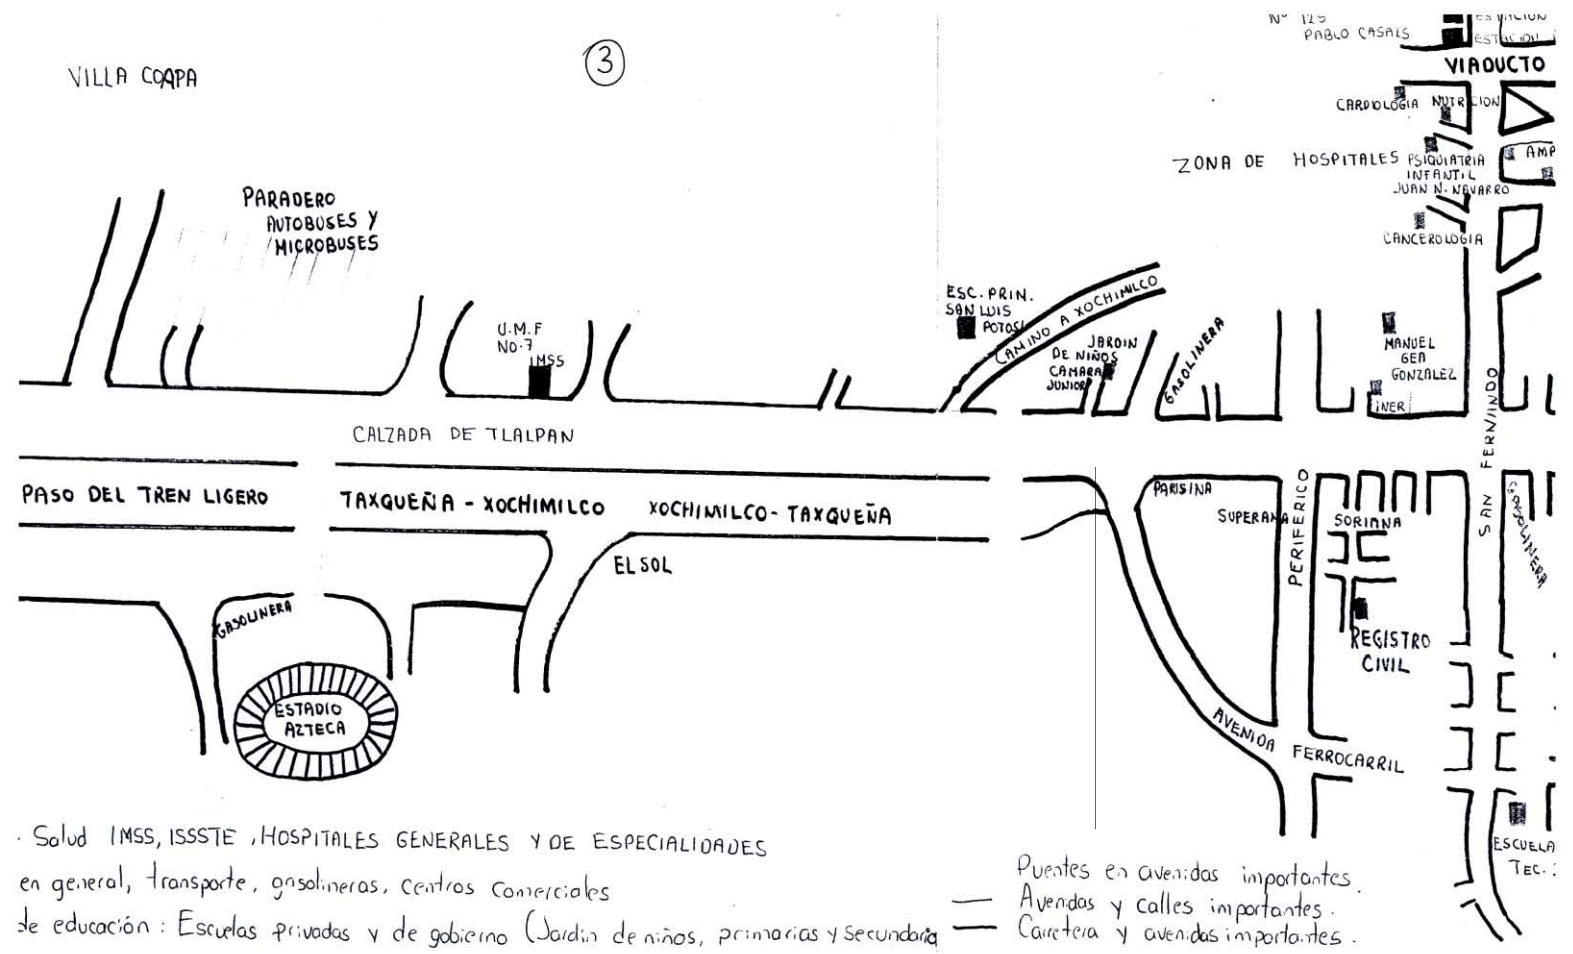 3
VILLA COAPA
Nº 125
PABLO CASALS
ESTACION
ESTACION
VIADUCTO
CARDIOLOGIA
NUTRICION
ZONA DE HOSPITALES
PSIQUIATRIA
INFANTIL
JUAN N. NAVARRO
AMP
CANCEROLOGIA
PARADERO
AUTOBUSES Y
MICROBUSES
U.M.F
NO.7
IMSS
ESC. PRIN.
SAN LUIS
POTOSI
CAMINO A XOCHIMILCO
JARDIN
DE NIÑOS
CAMARA
JUNIOR
GASOLINERA
MANUEL
GEA
GONZALEZ
INER
SAN FERNANDO
CALZADA DE TLALPAN
PASO DEL TREN LIGERO
TAXQUEÑA - XOCHIMILCO
XOCHIMILCO - TAXQUEÑA
PARISINA
SUPERAMA
PERIFERICO
SORIANA
GASOLINERA
EL SOL
GASOLINERA
ESTADIO
AZTECA
REGISTRO
CIVIL
AVENIDA FERROCARRIL
ESCUELA
TEC.
. Salud IMSS, ISSSTE, HOSPITALES GENERALES Y DE ESPECIALIDADES
en general, transporte, gasolineras, centros comerciales
de educación : Escuelas privadas y de gobierno (Jardin de niños, primarias y secundaria
Puentes en avenidas importantes.
Avenidas y calles importantes.
Carretera y avenidas importantes.